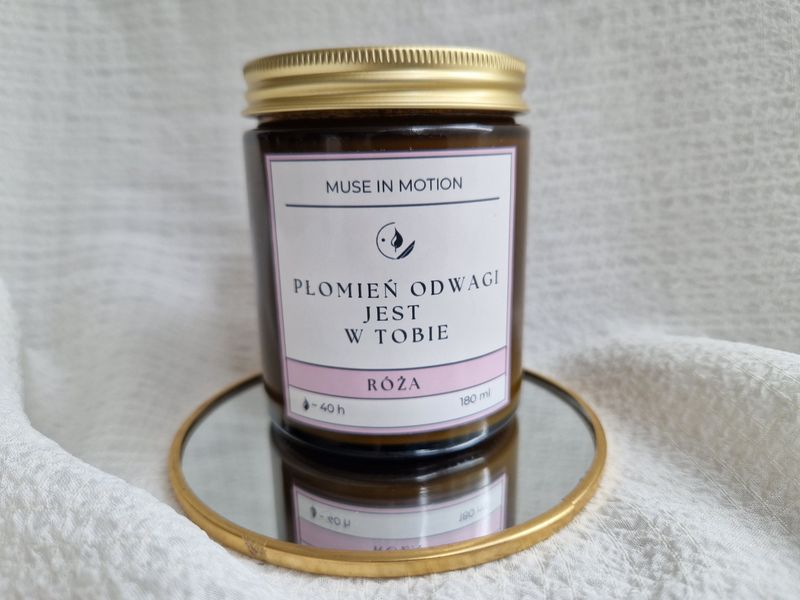 MUSE IN MOTION
PŁOMIEŃ ODWAGI
JEST
W TOBIE
RÓŻA
~ 40 h 180 ml